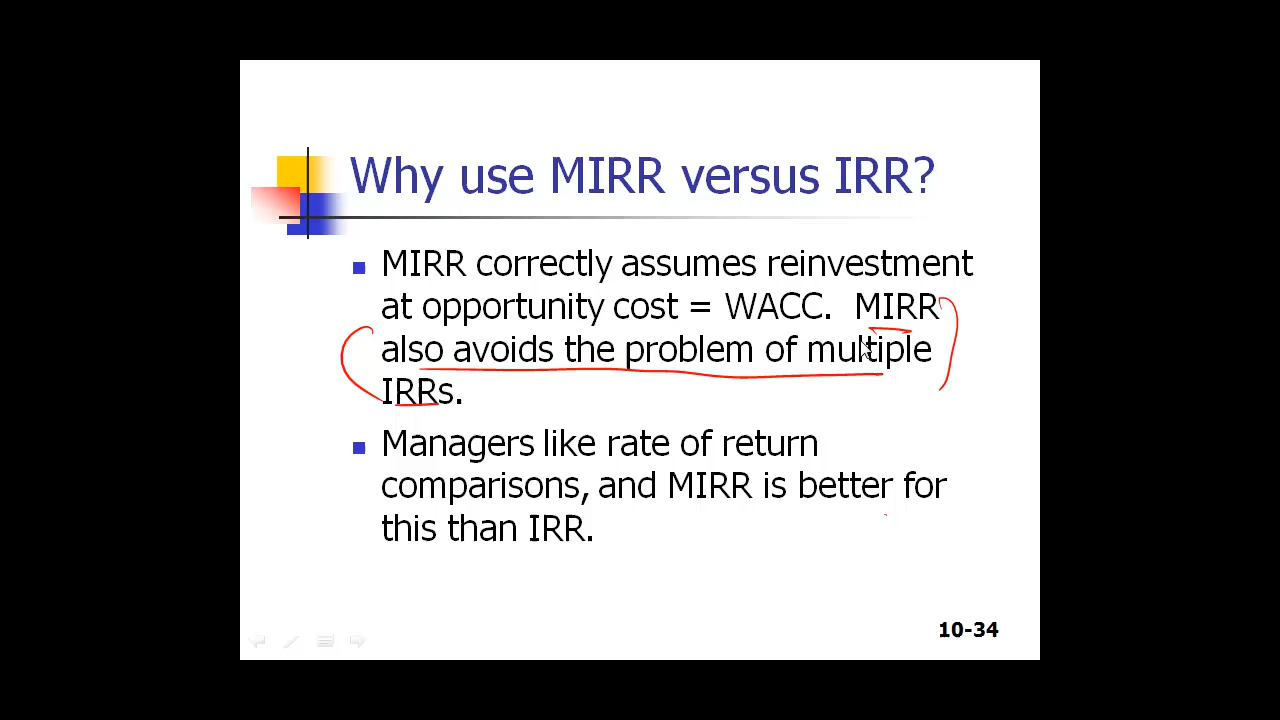 Why use MIRR versus IRR?
MIRR correctly assumes reinvestment
at opportunity cost = WACC.  MIRR
also avoids the problem of multiple
IRRs.
Managers like rate of return
comparisons, and MIRR is better for
this than IRR.
10-34